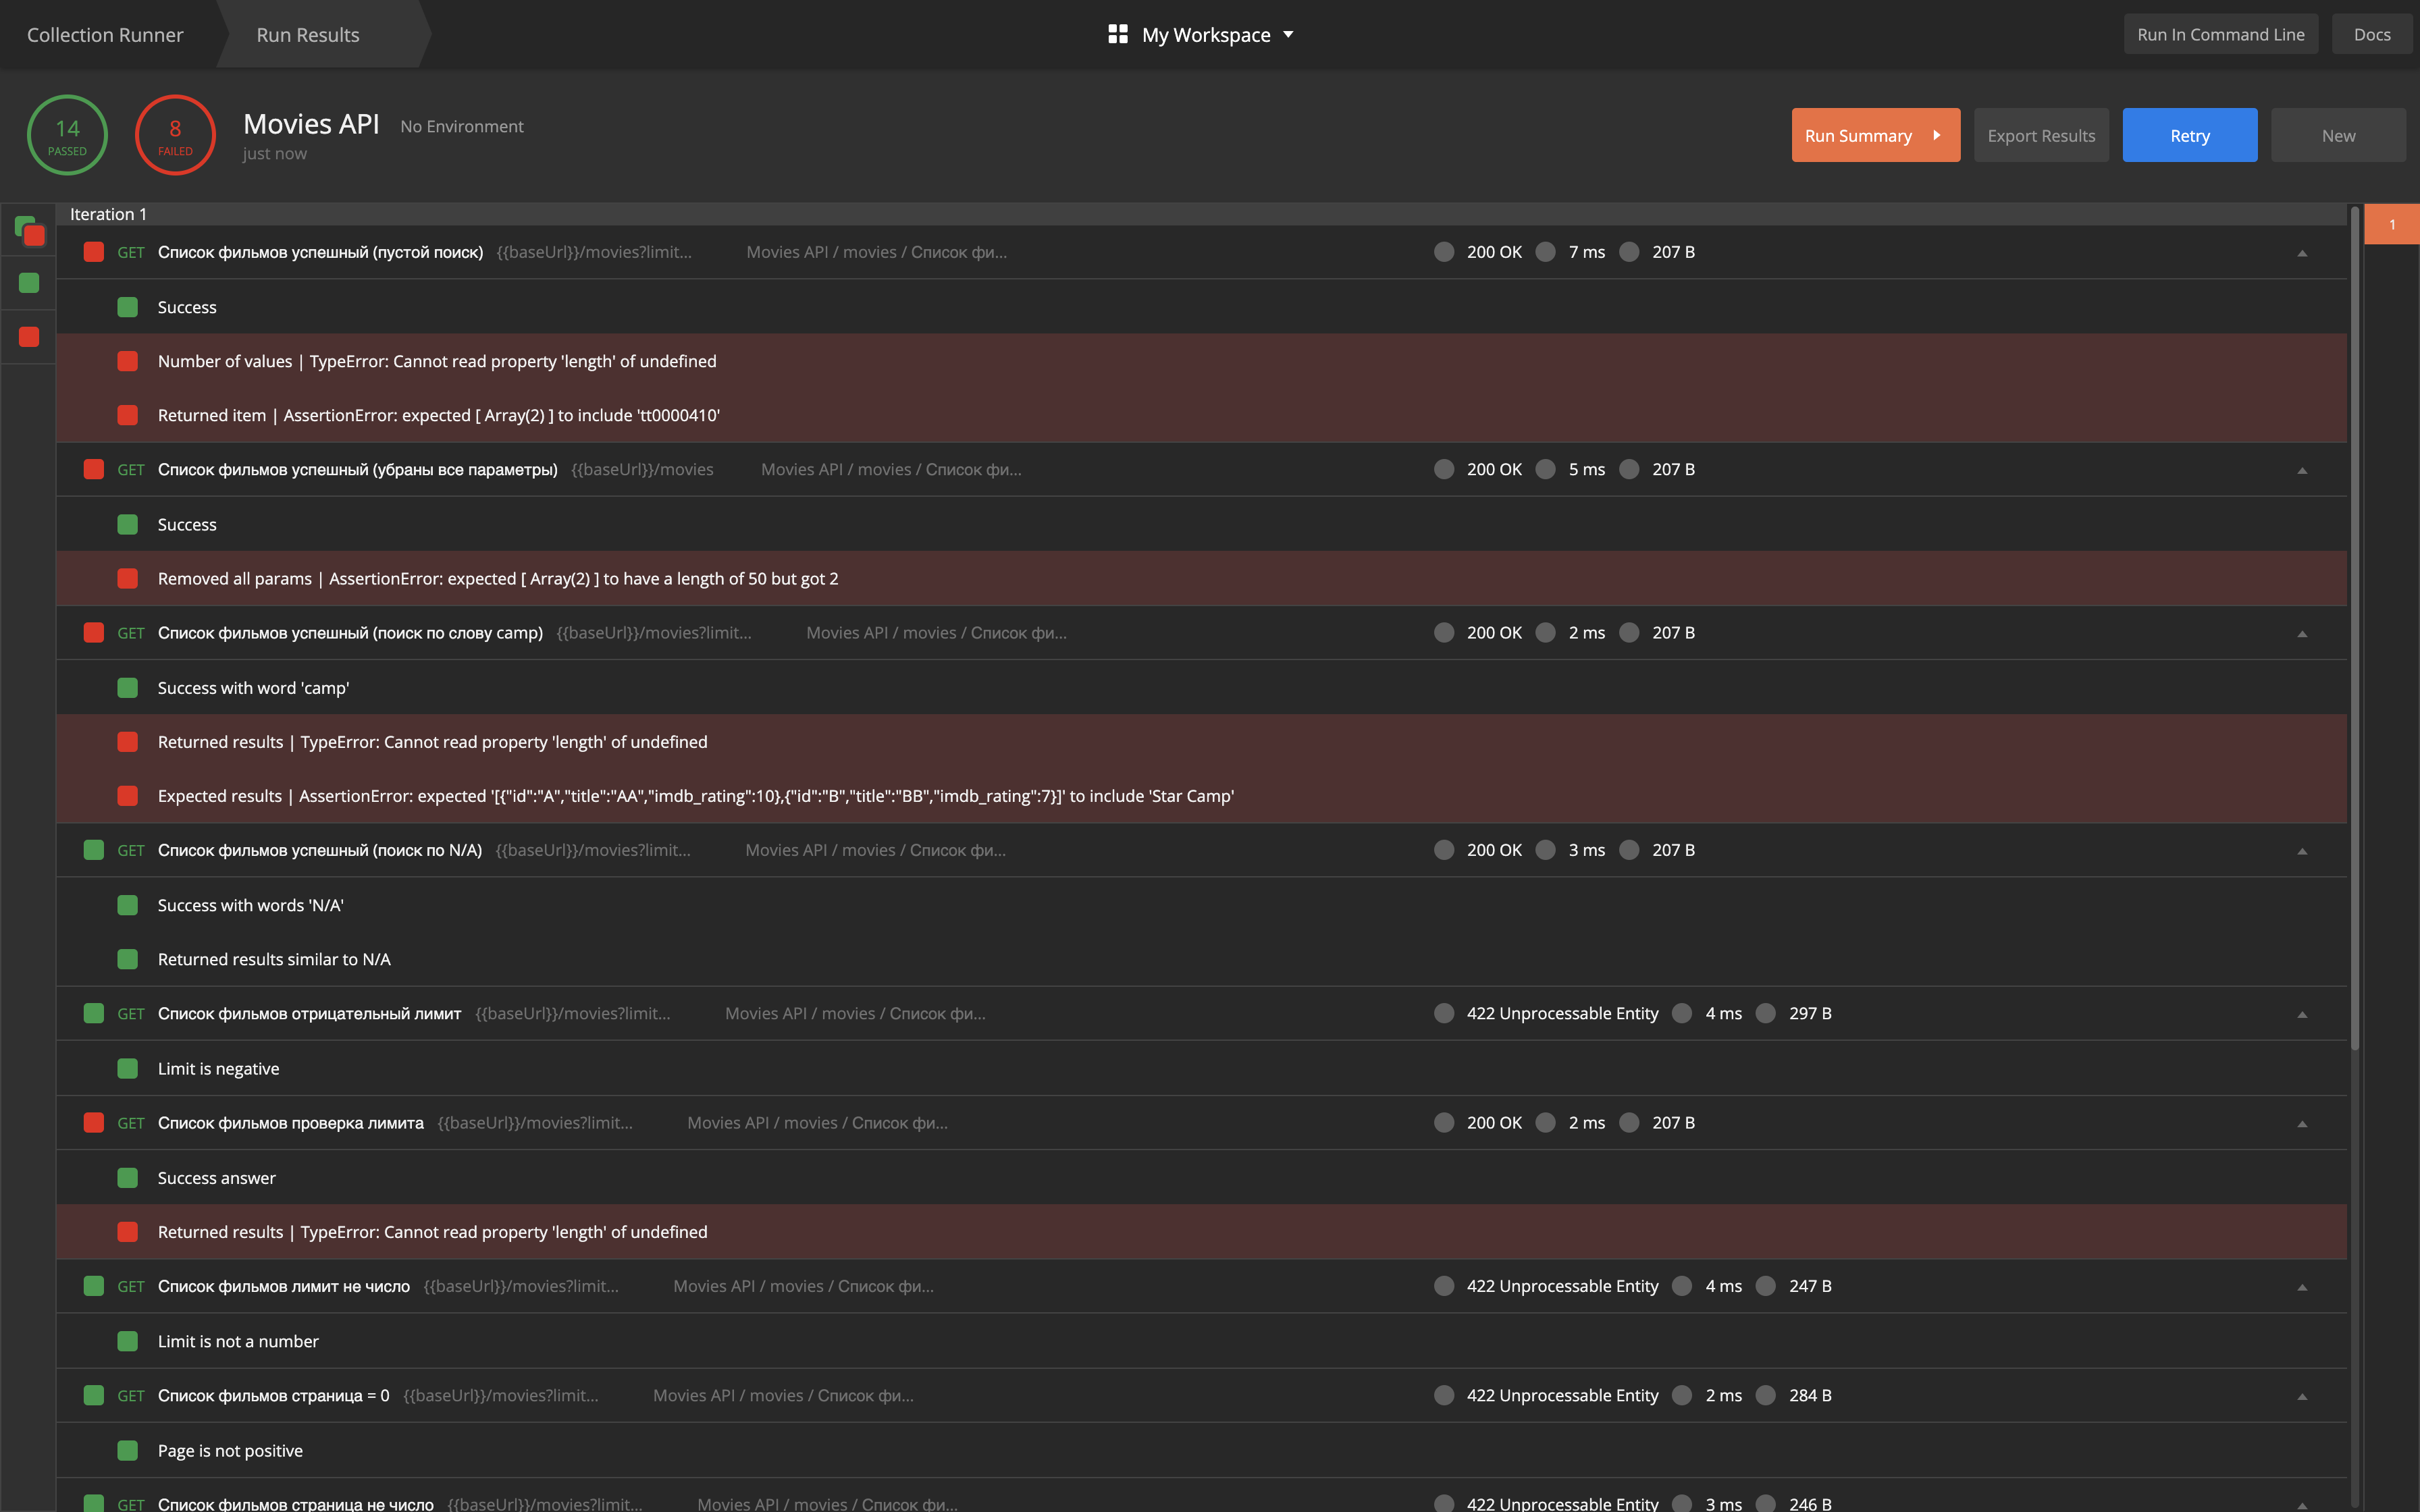 Collection Runner Run Results My Workspace Run In Command Line Docs
14 PASSED 8 FAILED Movies API No Environment just now Run Summary Export Results Retry New
Iteration 1 1
GET Список фильмов успешный (пустой поиск) {{baseUrl}}/movies?limit... Movies API / movies / Список фи... 200 OK 7 ms 207 B
Success
Number of values | TypeError: Cannot read property 'length' of undefined
Returned item | AssertionError: expected [ Array(2) ] to include 'tt0000410'
GET Список фильмов успешный (убраны все параметры) {{baseUrl}}/movies Movies API / movies / Список фи... 200 OK 5 ms 207 B
Success
Removed all params | AssertionError: expected [ Array(2) ] to have a length of 50 but got 2
GET Список фильмов успешный (поиск по слову camp) {{baseUrl}}/movies?limit... Movies API / movies / Список фи... 200 OK 2 ms 207 B
Success with word 'camp'
Returned results | TypeError: Cannot read property 'length' of undefined
Expected results | AssertionError: expected '[{"id":"A","title":"AA","imdb_rating":10},{"id":"B","title":"BB","imdb_rating":7}]' to include 'Star Camp'
GET Список фильмов успешный (поиск по N/A) {{baseUrl}}/movies?limit... Movies API / movies / Список фи... 200 OK 3 ms 207 B
Success with words 'N/A'
Returned results similar to N/A
GET Список фильмов отрицательный лимит {{baseUrl}}/movies?limit... Movies API / movies / Список фи... 422 Unprocessable Entity 4 ms 297 B
Limit is negative
GET Список фильмов проверка лимита {{baseUrl}}/movies?limit... Movies API / movies / Список фи... 200 OK 2 ms 207 B
Success answer
Returned results | TypeError: Cannot read property 'length' of undefined
GET Список фильмов лимит не число {{baseUrl}}/movies?limit... Movies API / movies / Список фи... 422 Unprocessable Entity 4 ms 247 B
Limit is not a number
GET Список фильмов страница = 0 {{baseUrl}}/movies?limit... Movies API / movies / Список фи... 422 Unprocessable Entity 2 ms 284 B
Page is not positive
GET Список фильмов страница не число {{baseUrl}}/movies?limit... Movies API / movies / Список фи... 422 Unprocessable Entity 3 ms 246 B